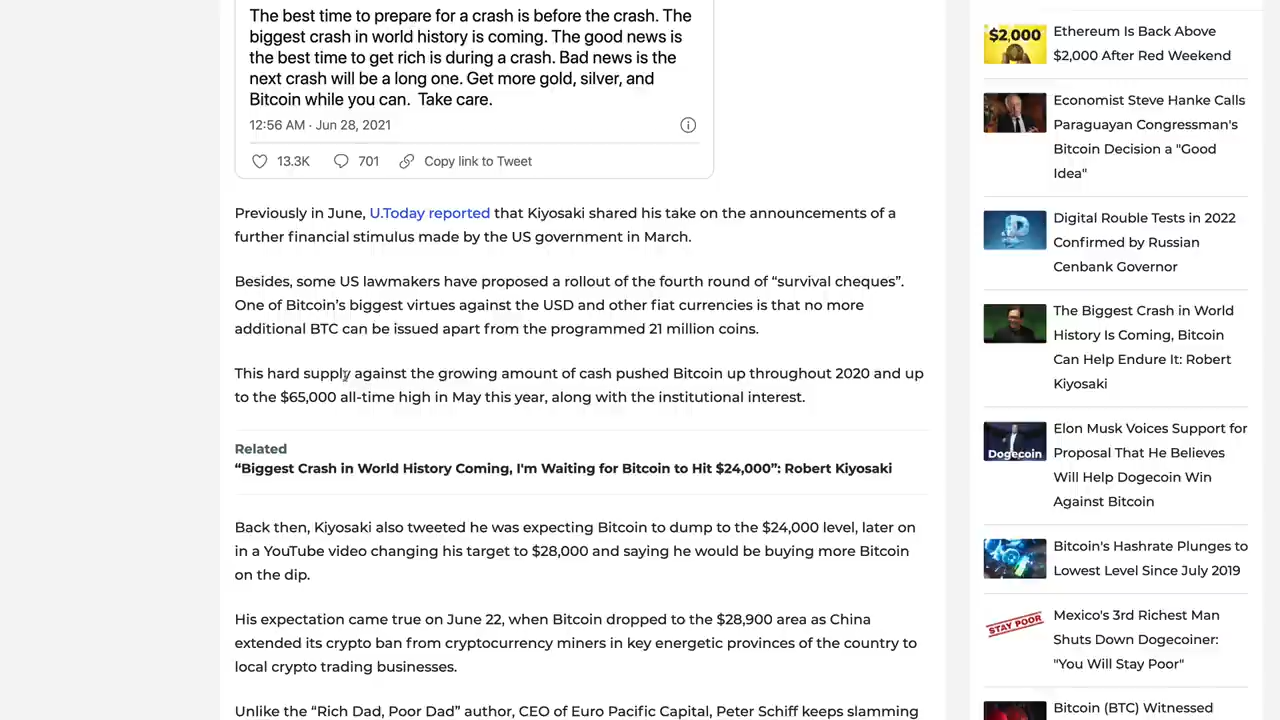 The best time to prepare for a crash is before the crash. The
biggest crash in world history is coming. The good news is
the best time to get rich is during a crash. Bad news is the
next crash will be a long one. Get more gold, silver, and
Bitcoin while you can.  Take care.
12:56 AM · Jun 28, 2021
13.3K 701 Copy link to Tweet
Previously in June, U.Today reported that Kiyosaki shared his take on the announcements of a
further financial stimulus made by the US government in March.
Besides, some US lawmakers have proposed a rollout of the fourth round of “survival cheques”.
One of Bitcoin’s biggest virtues against the USD and other fiat currencies is that no more
additional BTC can be issued apart from the programmed 21 million coins.
This hard supply against the growing amount of cash pushed Bitcoin up throughout 2020 and up
to the $65,000 all-time high in May this year, along with the institutional interest.
Related
“Biggest Crash in World History Coming, I'm Waiting for Bitcoin to Hit $24,000”: Robert Kiyosaki
Back then, Kiyosaki also tweeted he was expecting Bitcoin to dump to the $24,000 level, later on
in a YouTube video changing his target to $28,000 and saying he would be buying more Bitcoin
on the dip.
His expectation came true on June 22, when Bitcoin dropped to the $28,900 area as China
extended its crypto ban from cryptocurrency miners in key energetic provinces of the country to
local crypto trading businesses.
Unlike the “Rich Dad, Poor Dad” author, CEO of Euro Pacific Capital, Peter Schiff keeps slamming
$2,000
Ethereum Is Back Above
$2,000 After Red Weekend
Economist Steve Hanke Calls
Paraguayan Congressman's
Bitcoin Decision a "Good
Idea"
Digital Rouble Tests in 2022
Confirmed by Russian
Cenbank Governor
The Biggest Crash in World
History Is Coming, Bitcoin
Can Help Endure It: Robert
Kiyosaki
Dogecoin
Elon Musk Voices Support for
Proposal That He Believes
Will Help Dogecoin Win
Against Bitcoin
Bitcoin's Hashrate Plunges to
Lowest Level Since July 2019
STAY POOR
Mexico's 3rd Richest Man
Shuts Down Dogecoiner:
"You Will Stay Poor"
Bitcoin (BTC) Witnessed